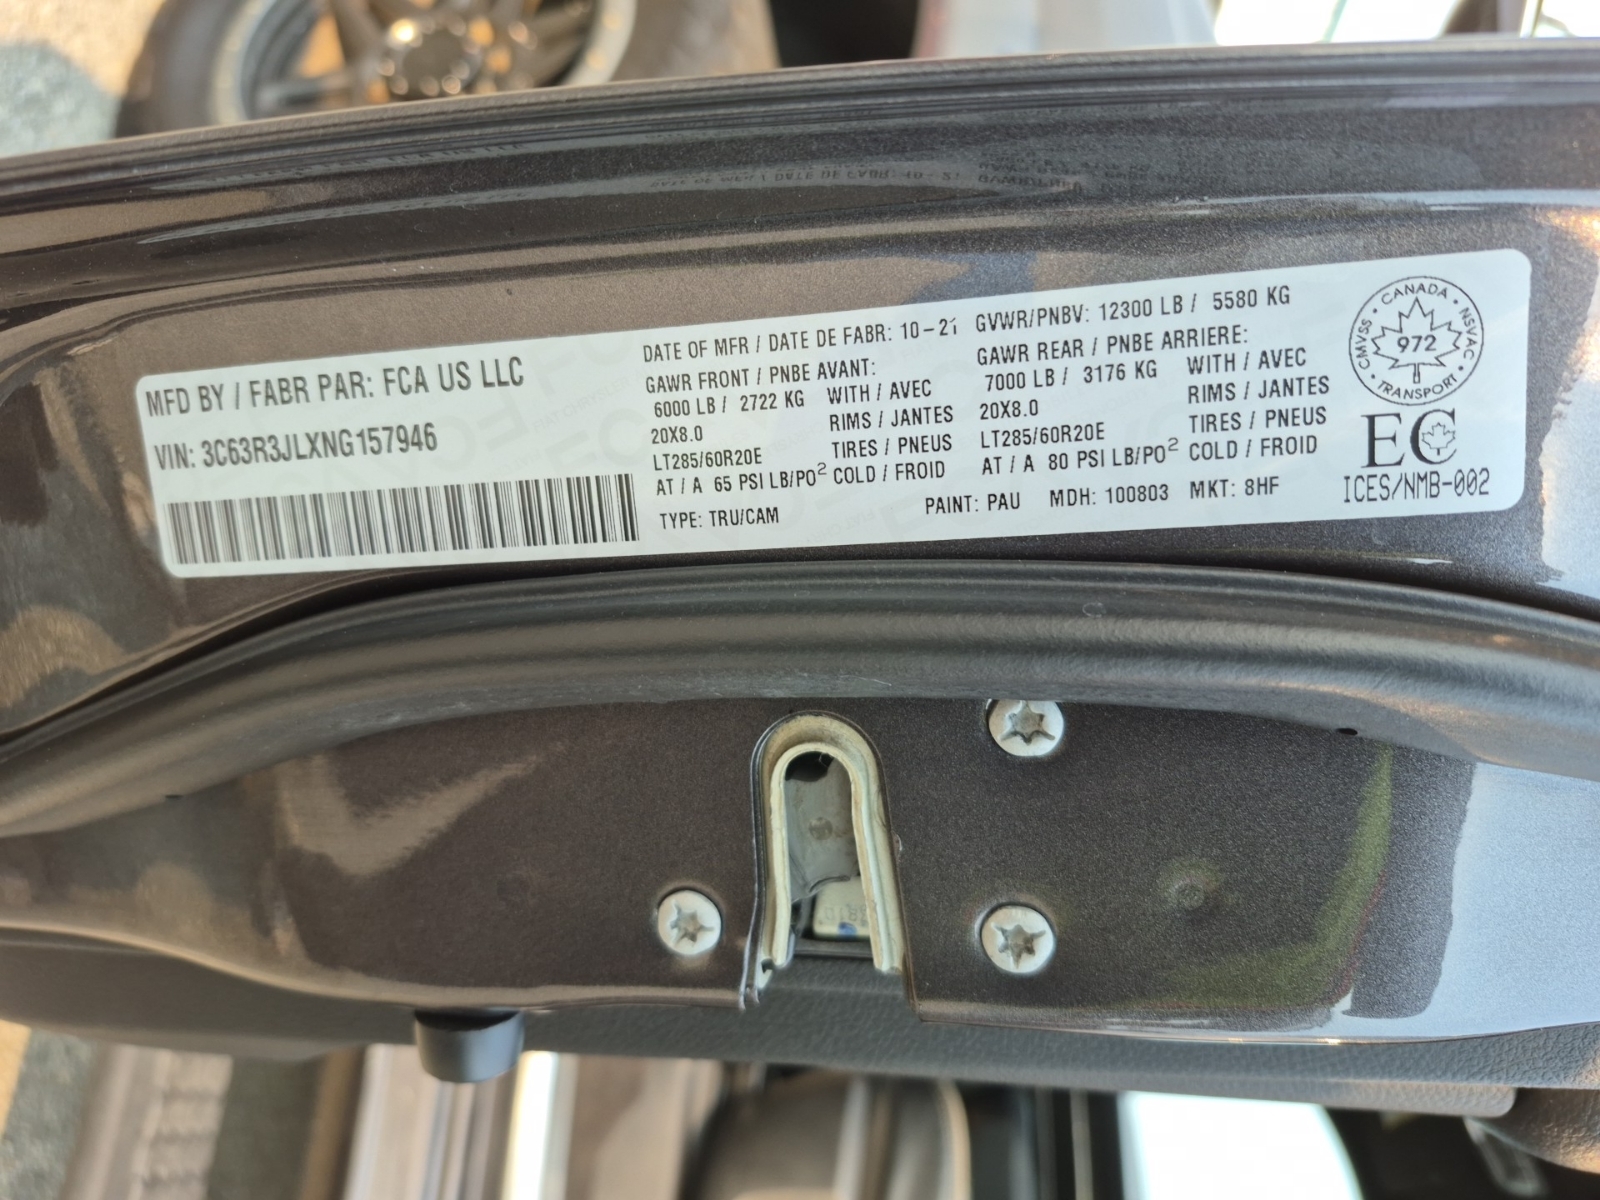 MFD BY / FABR PAR: FCA US LLC
VIN: 3C63R3JLXNG157946
DATE OF MFR / DATE DE FABR: 10-21
GAWR FRONT / PNBE AVANT:
6000 LB / 2722 KG WITH / AVEC
20X8.0 RIMS / JANTES
LT285/60R20E TIRES / PNEUS
AT / A 65 PSI LB/PO² COLD / FROID
TYPE: TRU/CAM
GVWR/PNBV: 12300 LB / 5580 KG
GAWR REAR / PNBE ARRIERE:
7000 LB / 3176 KG WITH / AVEC
20X8.0 RIMS / JANTES
LT285/60R20E TIRES / PNEUS
AT / A 80 PSI LB/PO² COLD / FROID
PAINT: PAU MDH: 100803 MKT: 8HF
CANADA
CMVSS 972 NSVAC
TRANSPORT
EC
ICES/NMB-002